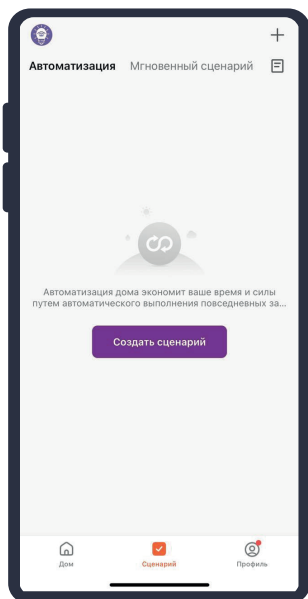 Автоматизация Мгновенный сценарий
Автоматизация дома экономит ваше время и силы
путем автоматического выполнения повседневных за...
Создать сценарий
Дом Сценарий Профиль